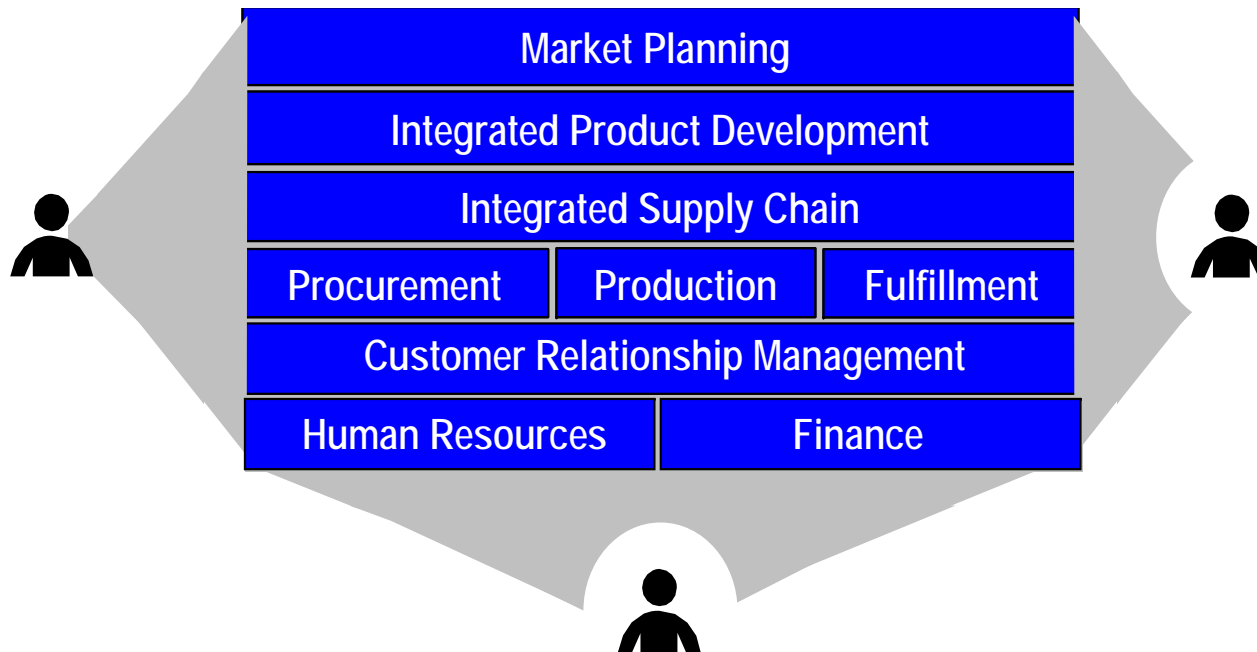 Market Planning
Integrated Product Development
Integrated Supply Chain
Procurement Production Fulfillment
Customer Relationship Management
Human Resources Finance